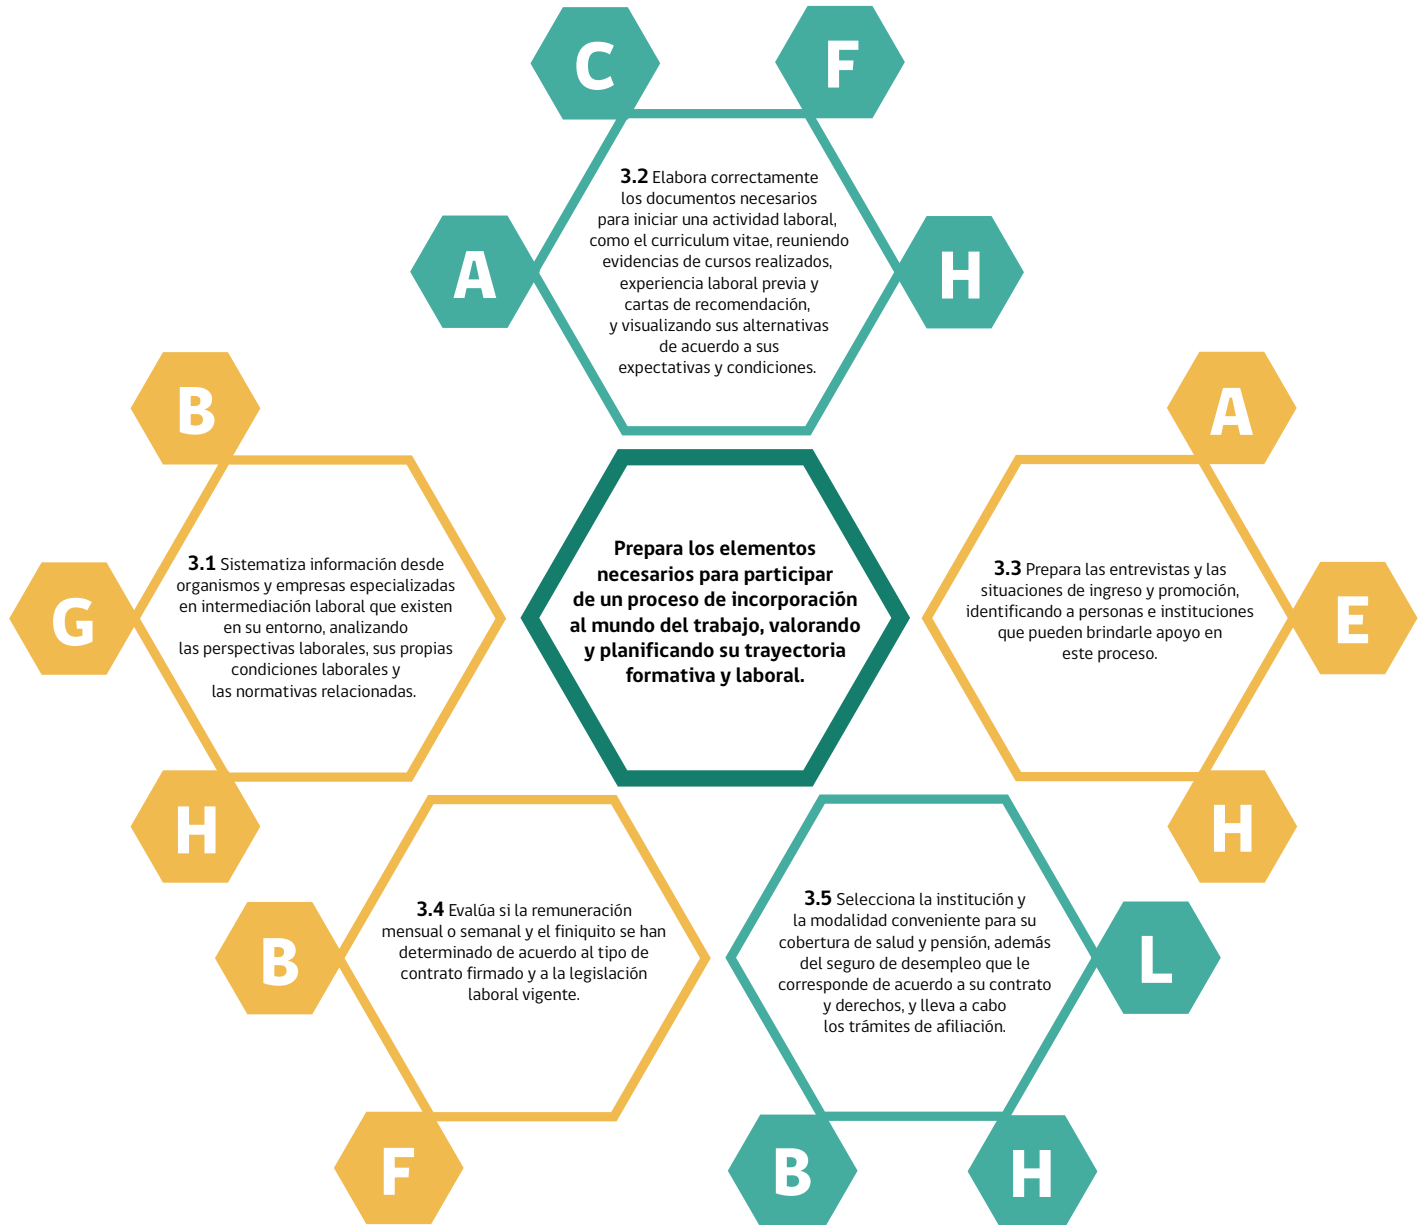 C
F
3.2 Elabora correctamente
los documentos necesarios
para iniciar una actividad laboral,
como el curriculum vitae, reuniendo
evidencias de cursos realizados,
experiencia laboral previa y
cartas de recomendación,
y visualizando sus alternativas
de acuerdo a sus
expectativas y condiciones.
A
H
B
G
H
3.1 Sistematiza información desde
organismos y empresas especializadas
en intermediación laboral que existen
en su entorno, analizando
las perspectivas laborales, sus propias
condiciones laborales y
las normativas relacionadas.
Prepara los elementos
necesarios para participar
de un proceso de incorporación
al mundo del trabajo, valorando
y planificando su trayectoria
formativa y laboral.
A
E
H
3.3 Prepara las entrevistas y las
situaciones de ingreso y promoción,
identificando a personas e instituciones
que pueden brindarle apoyo en
este proceso.
B
F
3.4 Evalúa si la remuneración
mensual o semanal y el finiquito se han
determinado de acuerdo al tipo de
contrato firmado y a la legislación
laboral vigente.
3.5 Selecciona la institución y
la modalidad conveniente para su
cobertura de salud y pensión, además
del seguro de desempleo que le
corresponde de acuerdo a su contrato
y derechos, y lleva a cabo
los trámites de afiliación.
L
B
H